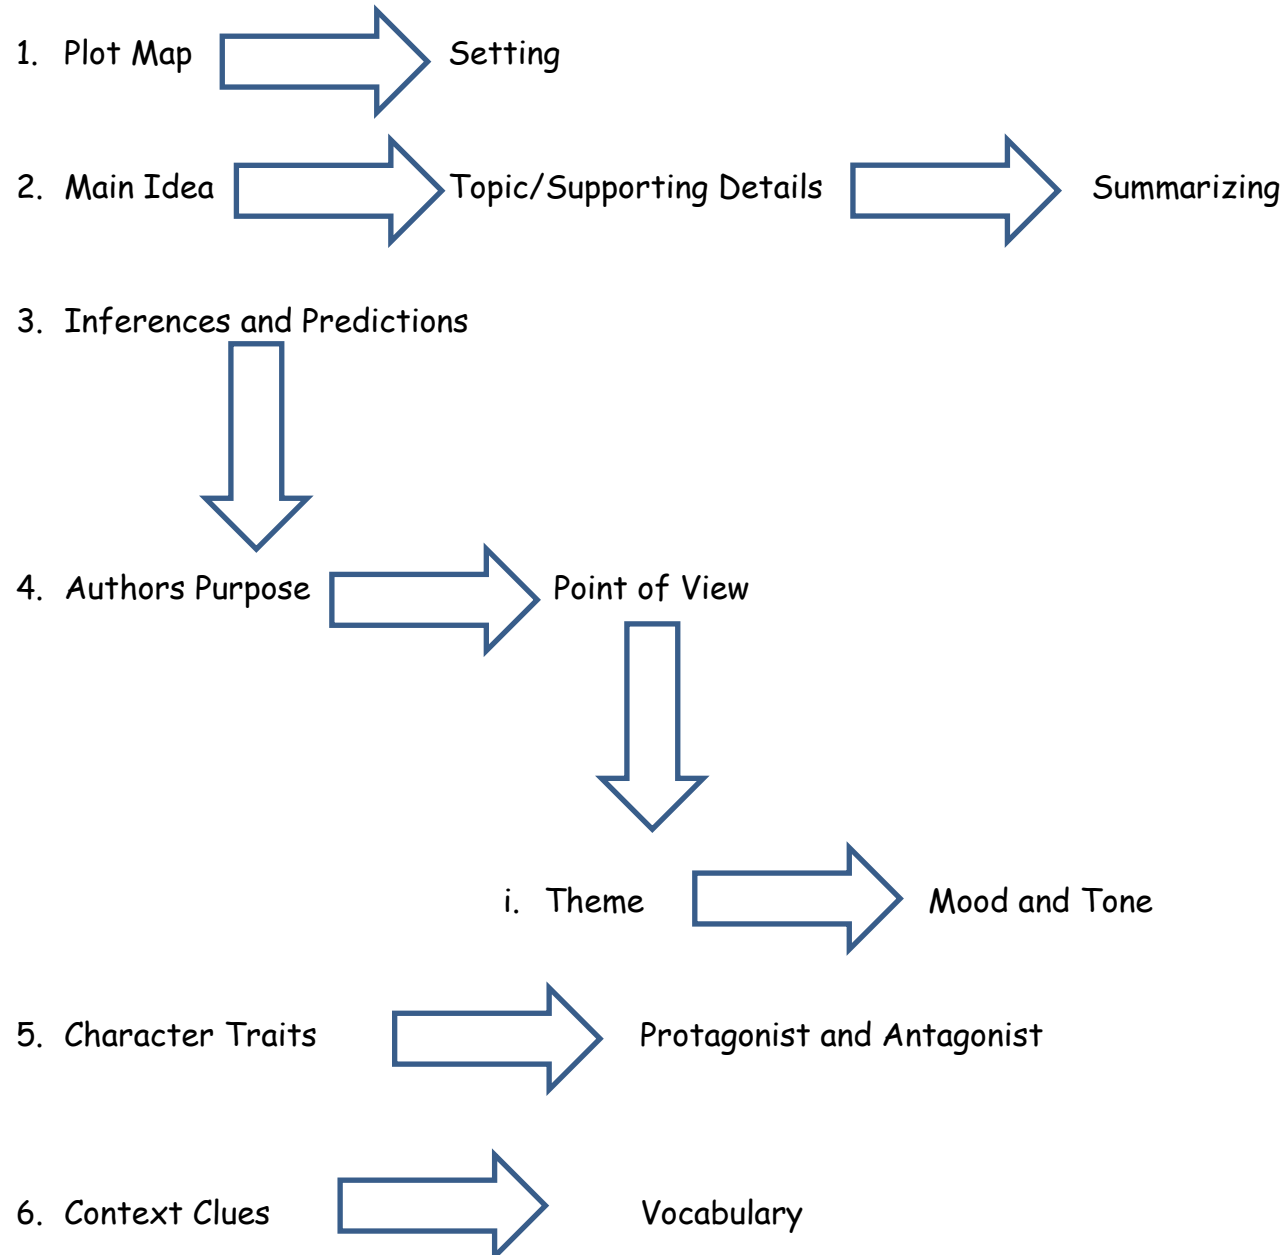 1. Plot Map Setting
2. Main Idea Topic/Supporting Details Summarizing
3. Inferences and Predictions
4. Authors Purpose Point of View
i. Theme Mood and Tone
5. Character Traits Protagonist and Antagonist
6. Context Clues Vocabulary